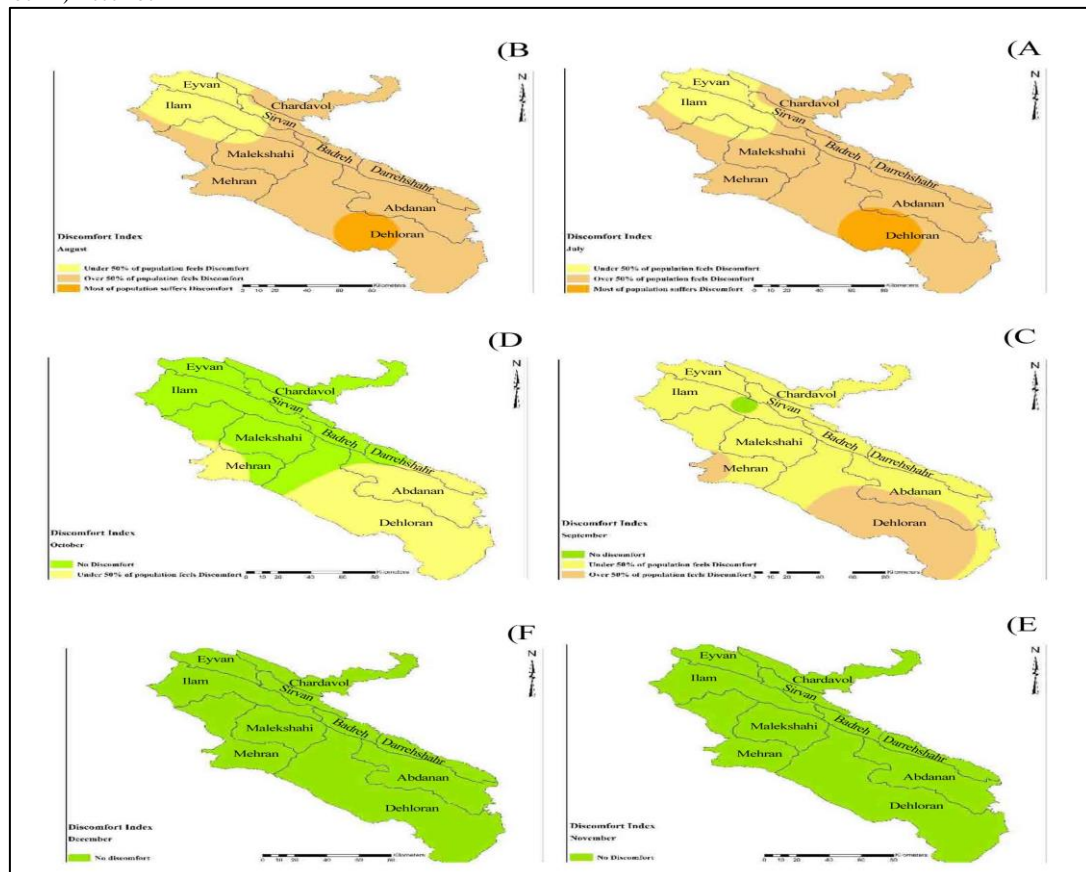 (B
Eyvan
Ilam
Chardavol
Sirvan
Malekshahi
Badreh
Darrehshahr
Mehran
Abdanan
Dehloran
N
Discomfort Index
August
Under 50% of population feels Discomfort
Over 50% of population feels Discomfort
Most of population suffers Discomfort
Kilometers
(A
Eyvan
Ilam
Chardavol
Sirvan
Malekshahi
Badreh
Darrehshahr
Mehran
Abdanan
Dehloran
N
Discomfort Index
July
Under 50% of population feels Discomfort
Over 50% of population feels Discomfort
Most of population suffers Discomfort
Kilometers
(D
Eyvan
Ilam
Chardavol
Sirvan
Malekshahi
Badreh
Darrehshahr
Mehran
Abdanan
Dehloran
N
Discomfort Index
October
No Discomfort
Under 50% of population feels Discomfort
Kilometers
(C
Eyvan
Ilam
Chardavol
Sirvan
Malekshahi
Badreh
Darrehshahr
Mehran
Abdanan
Dehloran
N
Discomfort Index
September
No discomfort
Under 50% of population feels Discomfort
Over 50% of population feels Discomfort
Kilometers
(F
Eyvan
Ilam
Chardavol
Sirvan
Malekshahi
Badreh
Darrehshahr
Mehran
Abdanan
Dehloran
N
Discomfort Index
December
No discomfort
Kilometers
(E
Eyvan
Ilam
Chardavol
Sirvan
Malekshahi
Badreh
Darrehshahr
Mehran
Abdanan
Dehloran
N
Discomfort Index
November
No Discomfort
Kilometers